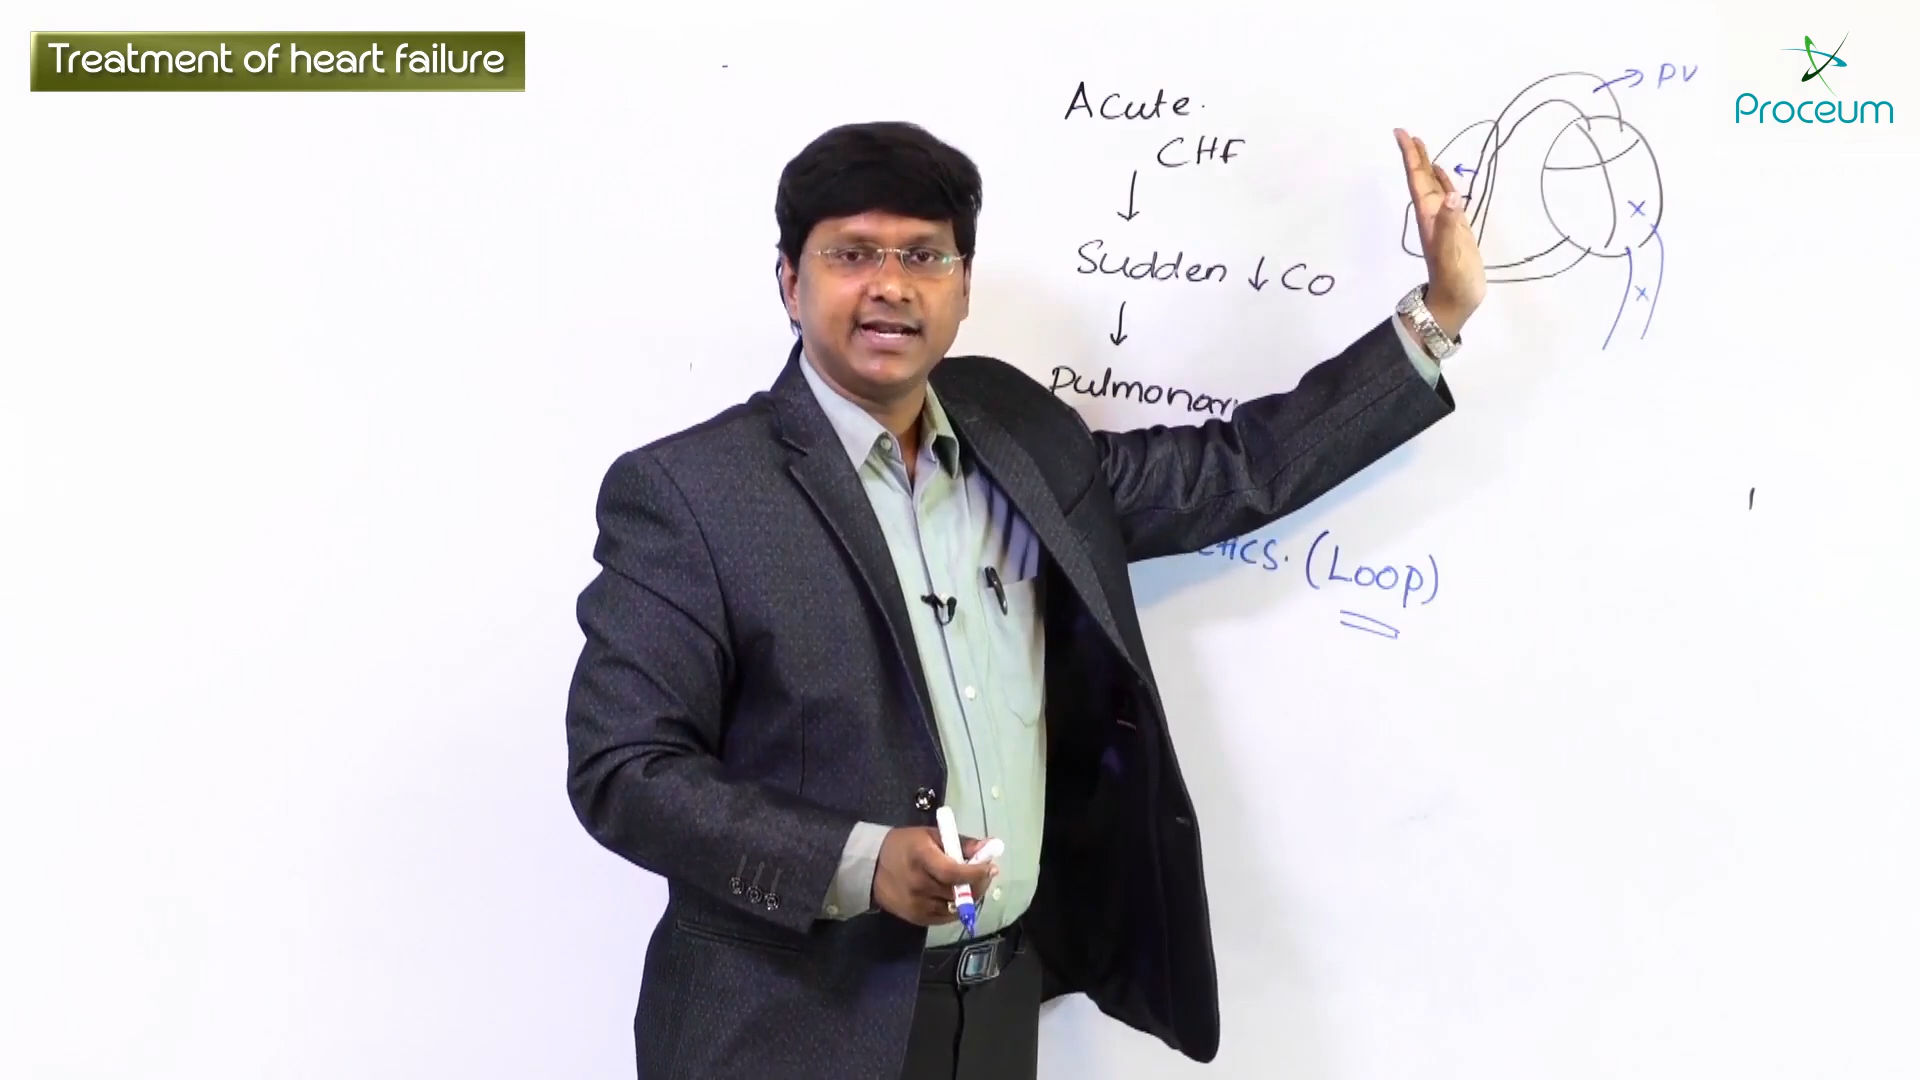 Treatment of heart failure
Acute.
CHF
↓
Sudden ↓ CO
↓
Pulmonar
(Loop)
→ PV
x
x
Proceum